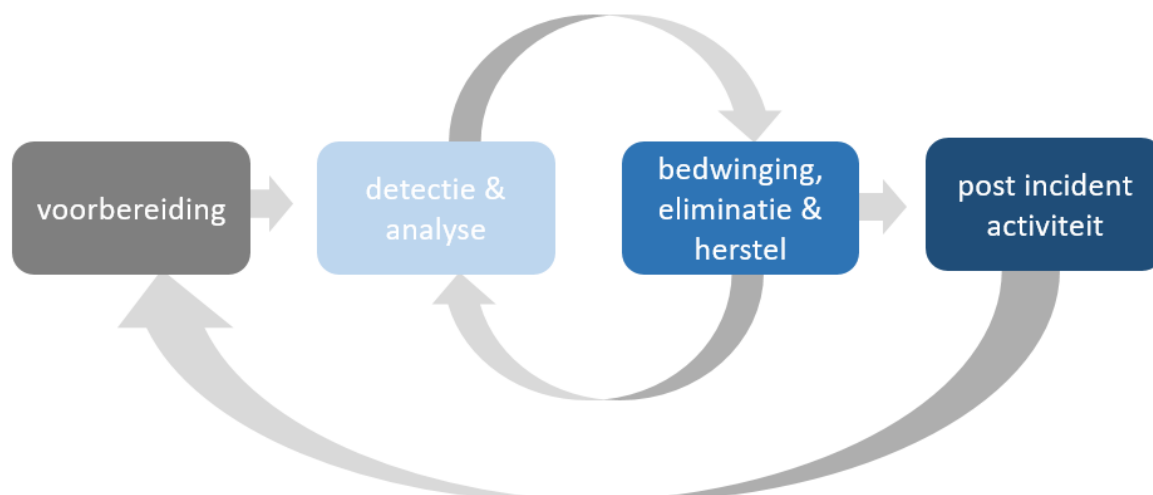 voorbereiding
detectie &
analyse
bedwinging,
eliminatie &
herstel
post incident
activiteit